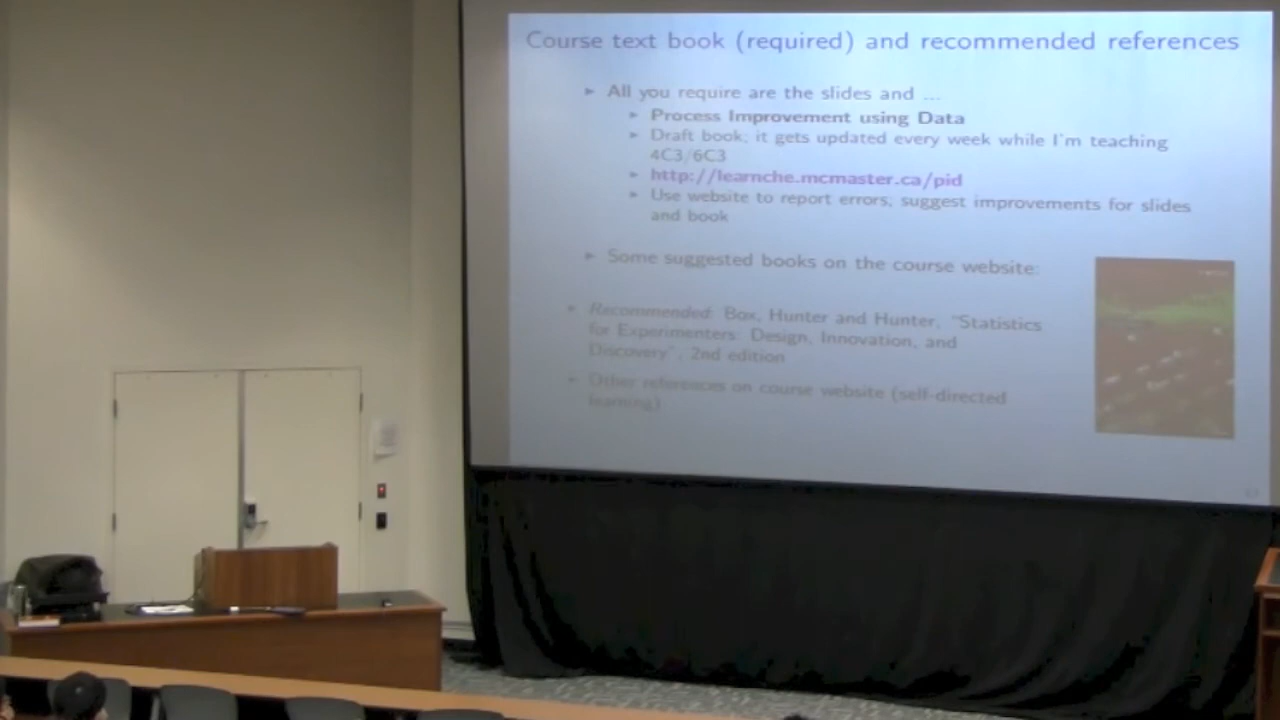 Course text book (required) and recommended references
► All you require are the slides and ...
► Process Improvement using Data
► Draft book; it gets updated every week while I'm teaching
4C3/6C3
► http://learnche.mcmaster.ca/pid
► Use website to report errors, suggest improvements for slides
and book
► Some suggested books on the course website:
► Recommended: Box, Hunter and Hunter, "Statistics
for Experimenters: Design, Innovation, and
Discovery", 2nd edition
► Other references on course website (self-directed
learning)